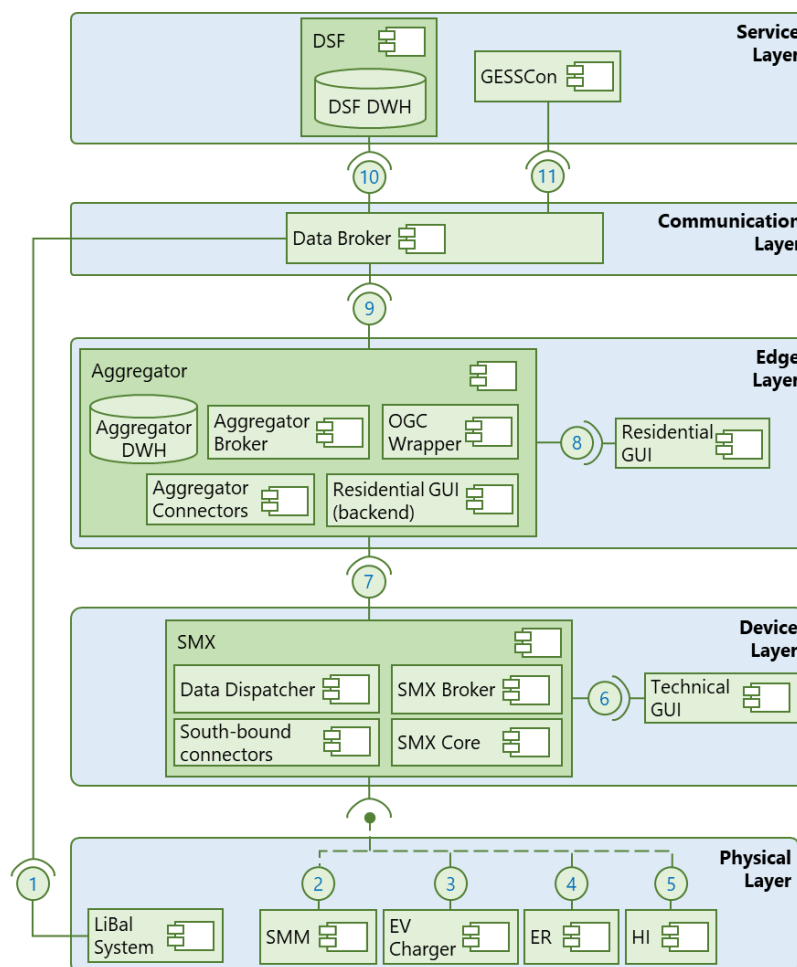 Service
Layer
DSF
DSF DWH
GESSCon
10
11
Communication
Layer
Data Broker
9
Edge
Layer
Aggregator
Aggregator
DWH
Aggregator
Broker
OGC
Wrapper
8
Residential
GUI
Aggregator
Connectors
Residential GUI
(backend)
7
Device
Layer
SMX
Data Dispatcher
SMX Broker
6
Technical
GUI
South-bound
connectors
SMX Core
Physical
Layer
1
2
3
4
5
LiBal
System
SMM
EV
Charger
ER
HI